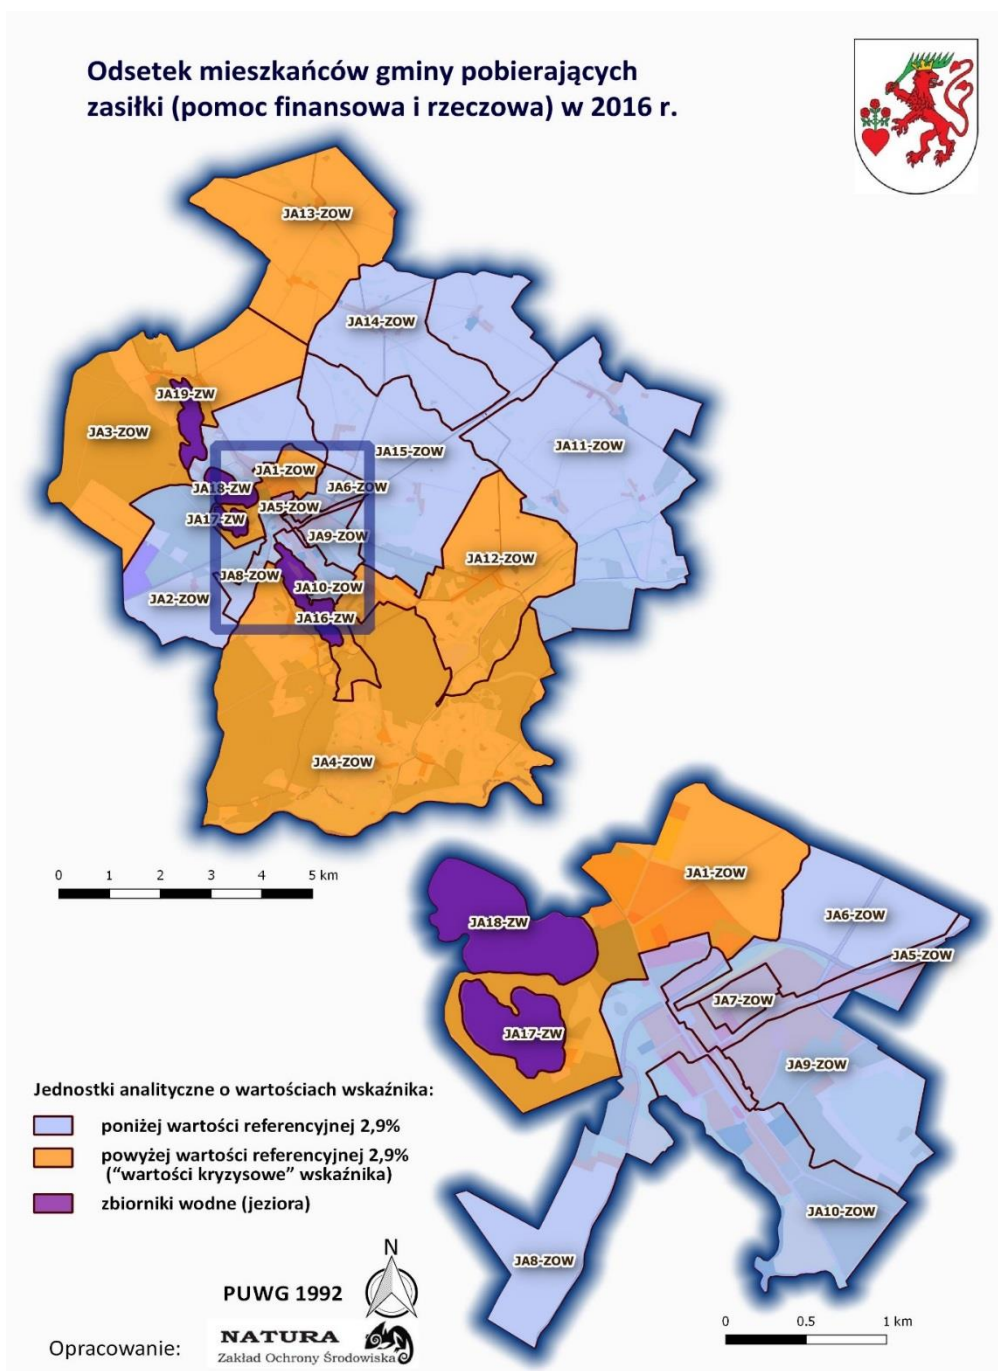 Odsetek mieszkańców gminy pobierających
zasiłki (pomoc finansowa i rzeczowa) w 2016 r.
JA13-ZOW
JA14-ZOW
JA19-ZW
JA3-ZOW
JA11-ZOW
JA15-ZOW
JA1-ZOW
JA18-ZW
JA6-ZOW
JA5-ZOW
JA17-ZW
JA9-ZOW
JA12-ZOW
JA8-ZOW
JA10-ZOW
JA2-ZOW
JA16-ZW
JA4-ZOW
0 1 2 3 4 5 km
JA1-ZOW
JA18-ZW
JA6-ZOW
JA5-ZOW
JA7-ZOW
JA17-ZW
JA9-ZOW
JA10-ZOW
JA8-ZOW
Jednostki analityczne o wartościach wskaźnika:
poniżej wartości referencyjnej 2,9%
powyżej wartości referencyjnej 2,9%
("wartości kryzysowe" wskaźnika)
zbiorniki wodne (jeziora)
N
PUWG 1992
0 0.5 1 km
Opracowanie:
NATURA
Zakład Ochrony Środowiska